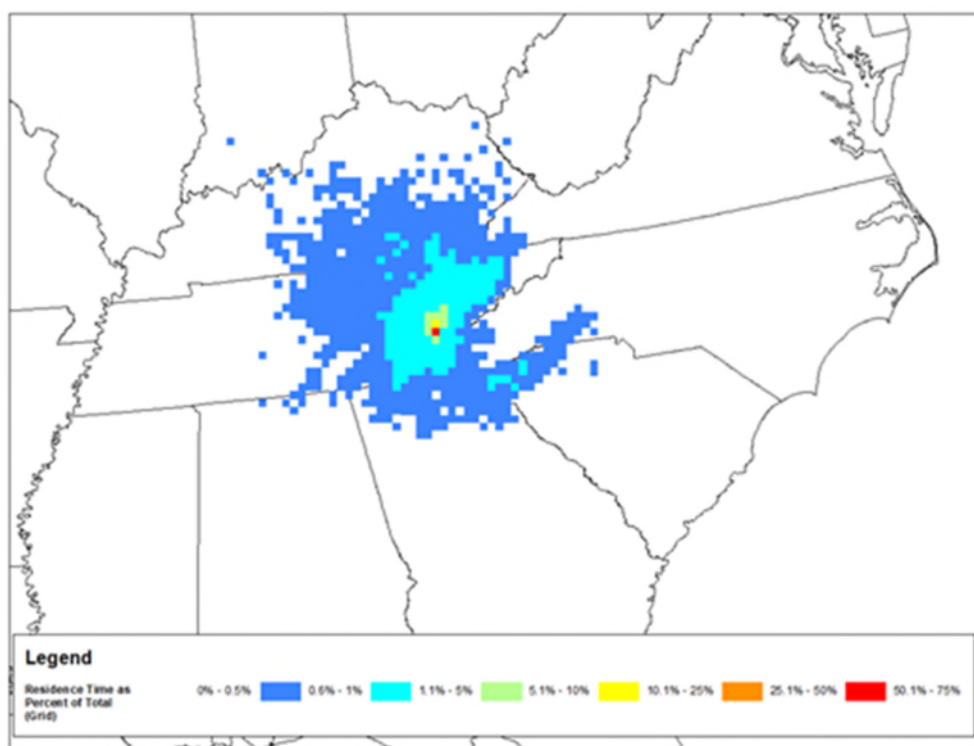 Legend
Residence Time as
Percent of Total
(Grid)
0% - 0.5%
0.6% - 1%
1.1% - 5%
5.1% - 10%
10.1% - 25%
25.1% - 50%
50.1% - 75%